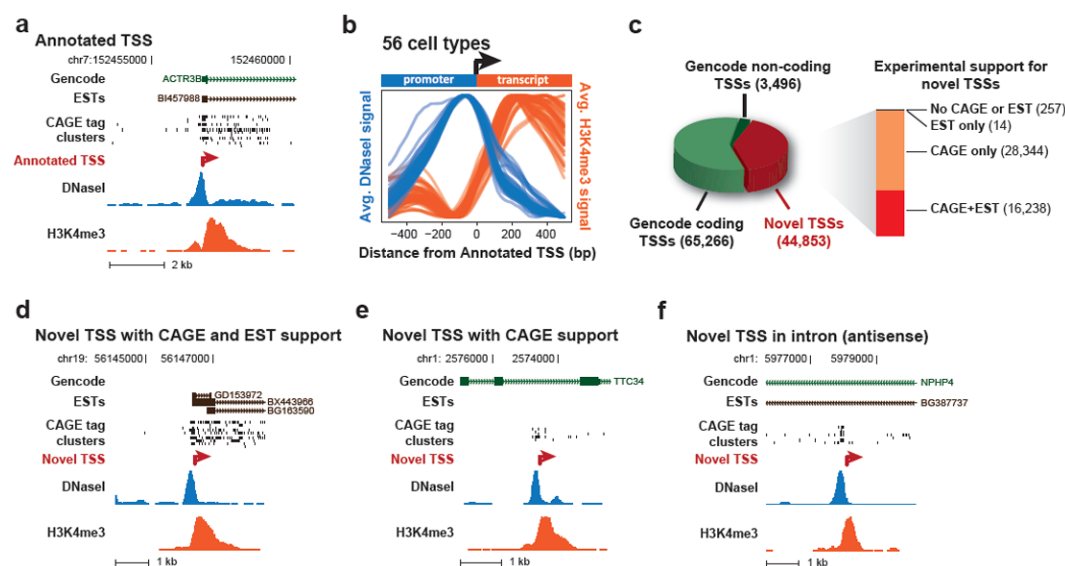 a
Annotated TSS
chr7:152455000 | 152460000 |
Gencode
ACTR3B
ESTs
BI457988
CAGE tag
clusters
Annotated TSS
DNaseI
H3K4me3
2 kb
b
56 cell types
promoter transcript
Avg. DNaseI signal
Avg. H3K4me3 signal
−400 −200 0 200 400
Distance from Annotated TSS (bp)
c
Gencode non-coding
TSSs (3,496)
Gencode coding
TSSs (65,266)
Novel TSSs
(44,853)
Experimental support for
novel TSSs
No CAGE or EST (257)
EST only (14)
CAGE only (28,344)
CAGE+EST (16,238)
d
Novel TSS with CAGE and EST support
chr19: 56145000 | 56147000 |
Gencode
ESTs
GD153972
BX443966
BG163590
CAGE tag
clusters
Novel TSS
DNaseI
H3K4me3
1 kb
e
Novel TSS with CAGE support
chr1: 2576000 | 2574000 |
Gencode
TTC34
ESTs
CAGE tag
clusters
Novel TSS
DNaseI
H3K4me3
1 kb
f
Novel TSS in intron (antisense)
chr1: 5977000 | 5979000 |
Gencode
NPHP4
ESTs
BG387737
CAGE tag
clusters
Novel TSS
DNaseI
H3K4me3
1 kb